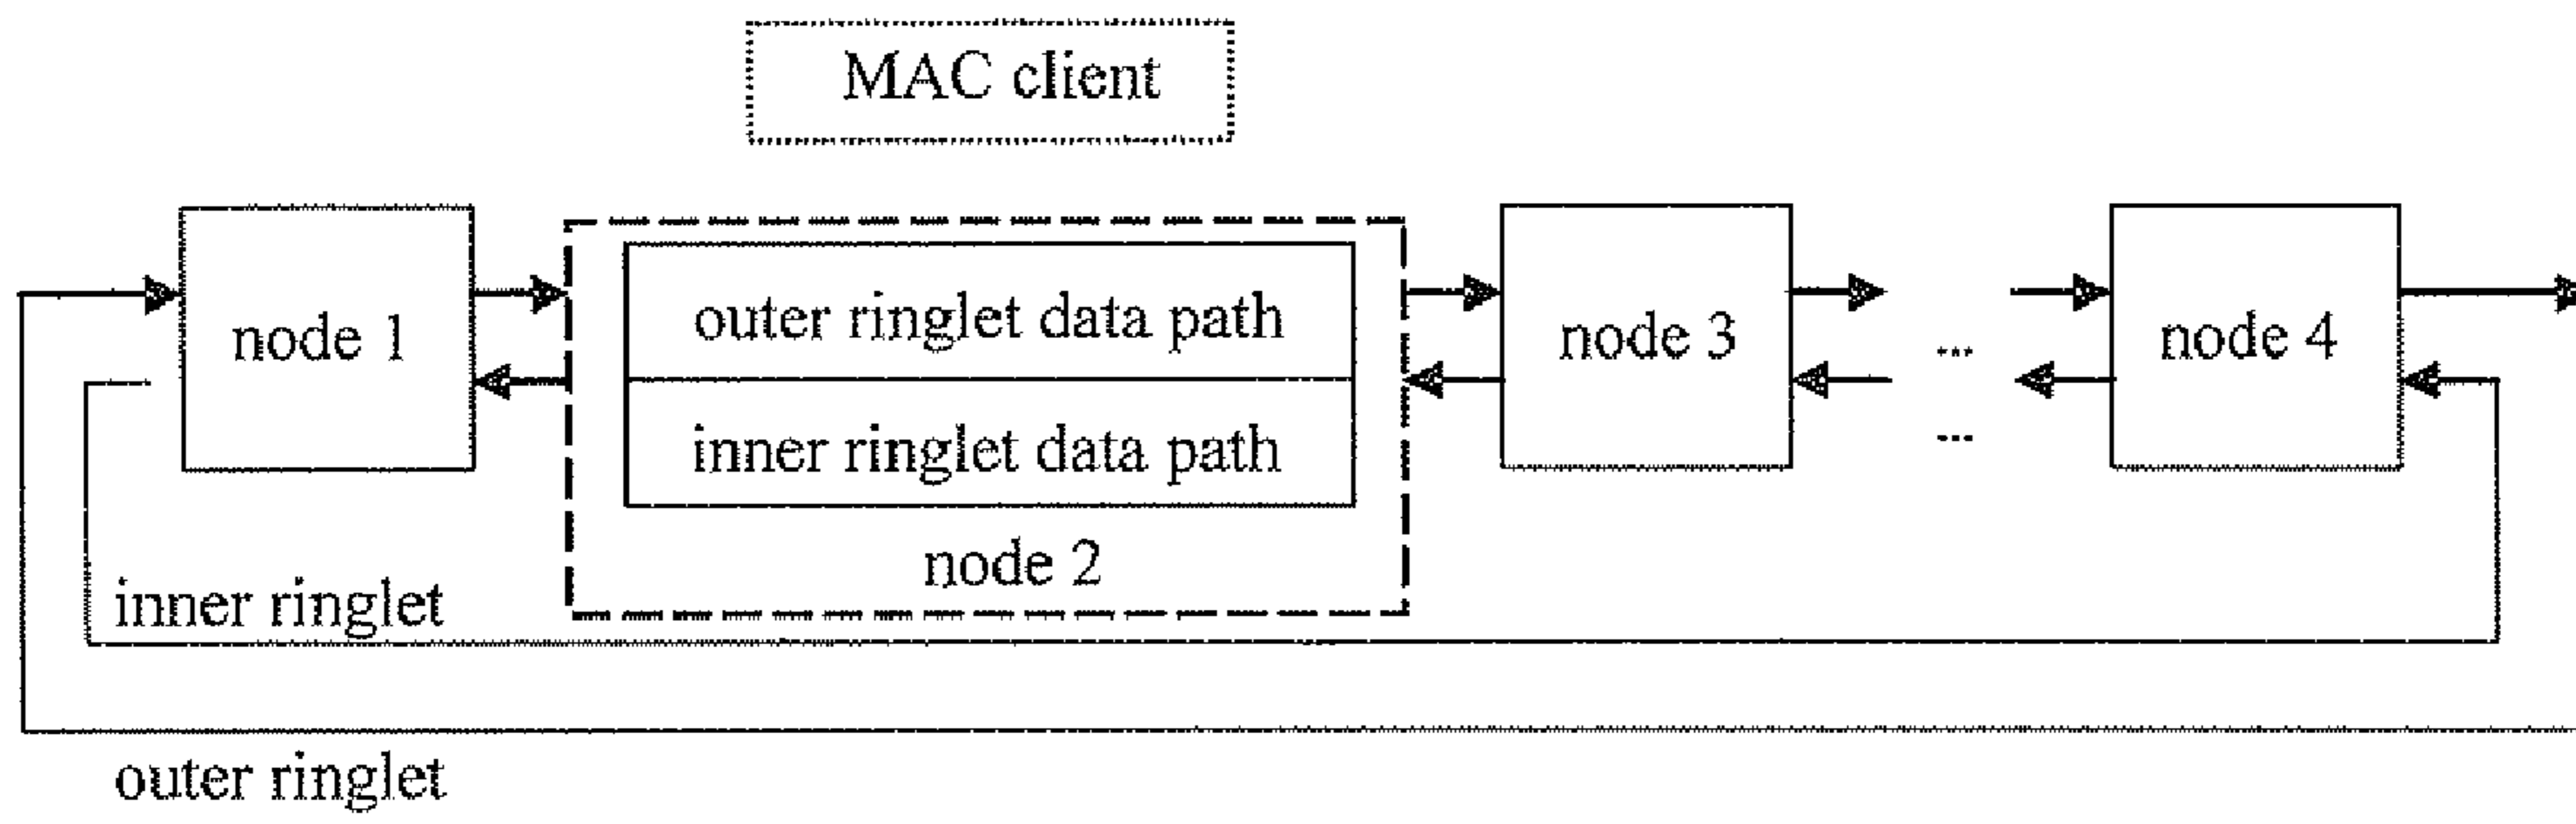 MAC client
node 1
outer ringlet data path
inner ringlet data path
node 2
node 3
...
...
node 4
inner ringlet
outer ringlet